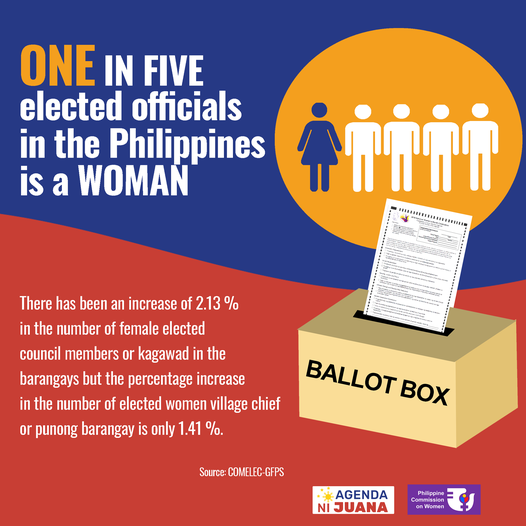 ONE IN FIVE
elected officials
in the Philippines
is a WOMAN
There has been an increase of 2.13 %
in the number of female elected
council members or kagawad in the
barangays but the percentage increase
in the number of elected women village chief
or punong barangay is only 1.41 %.
BALLOT BOX
Source: COMELEC-GFPS
AGENDA
NI JUANA
Philippine
Commission
on Women